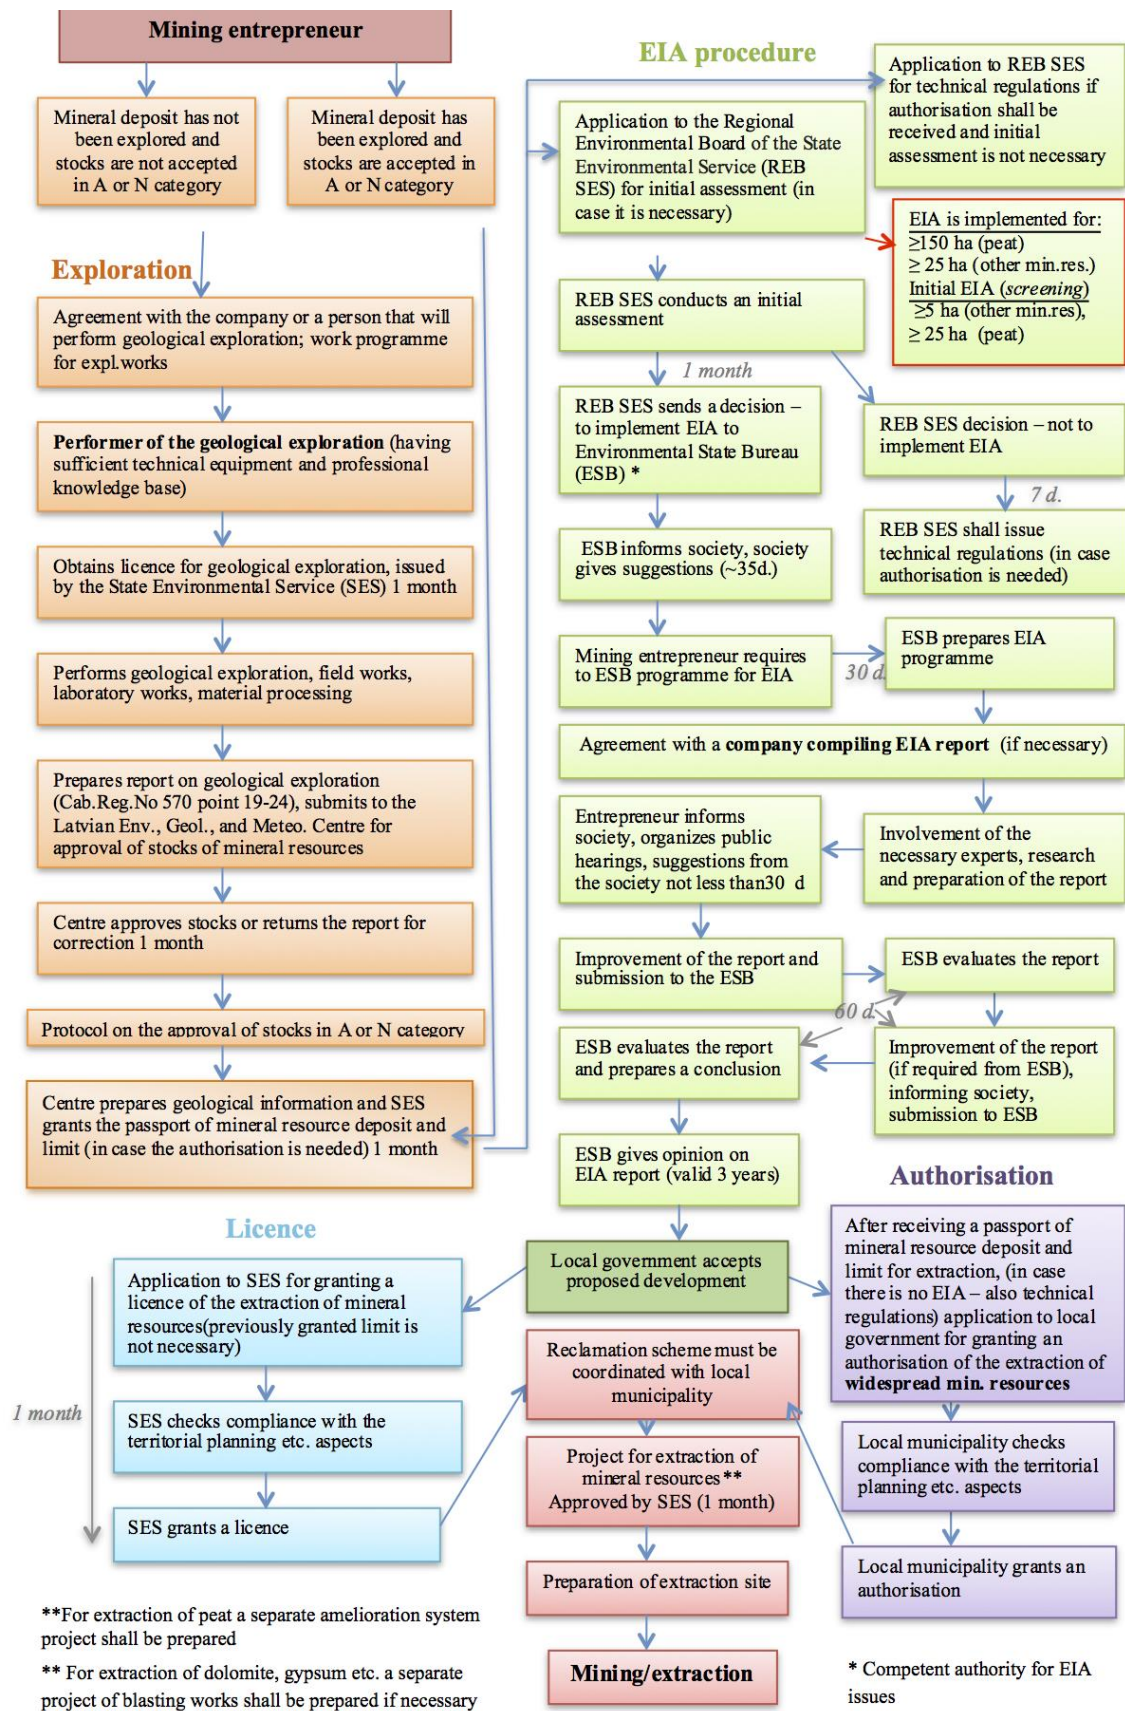 Mining entrepreneur
Mineral deposit has not
been explored and
stocks are not accepted
in A or N category
Mineral deposit has
been explored and
stocks are accepted in
A or N category
Exploration
Agreement with the company or a person that will
perform geological exploration; work programme
for expl.works
Performer of the geological exploration (having
sufficient technical equipment and professional
knowledge base)
Obtains licence for geological exploration, issued
by the State Environmental Service (SES) 1 month
Performs geological exploration, field works,
laboratory works, material processing
Prepares report on geological exploration
(Cab.Reg.No 570 point 19-24), submits to the
Latvian Env., Geol., and Meteo. Centre for
approval of stocks of mineral resources
Centre approves stocks or returns the report for
correction 1 month
Protocol on the approval of stocks in A or N category
Centre prepares geological information and SES
grants the passport of mineral resource deposit and
limit (in case the authorisation is needed) 1 month
EIA procedure
Application to the Regional
Environmental Board of the State
Environmental Service (REB
SES) for initial assessment (in
case it is necessary)
Application to REB SES
for technical regulations if
authorisation shall be
received and initial
assessment is not necessary
EIA is implemented for:
≥150 ha (peat)
≥ 25 ha (other min.res.)
Initial EIA (screening)
≥5 ha (other min.res),
≥ 25 ha (peat)
REB SES conducts an initial
assessment
1 month
REB SES sends a decision –
to implement EIA to
Environmental State Bureau
(ESB) *
REB SES decision – not to
implement EIA
7 d.
REB SES shall issue
technical regulations (in case
authorisation is needed)
ESB informs society, society
gives suggestions (~35d.)
Mining entrepreneur requires
to ESB programme for EIA
30 d.
ESB prepares EIA
programme
Agreement with a company compiling EIA report (if necessary)
Involvement of the
necessary experts, research
and preparation of the report
Entrepreneur informs
society, organizes public
hearings, suggestions from
the society not less than30 d
Improvement of the report and
submission to the ESB
ESB evaluates the report
60 d.
Improvement of the report
(if required from ESB),
informing society,
submission to ESB
ESB evaluates the report
and prepares a conclusion
ESB gives opinion on
EIA report (valid 3 years)
Local government accepts
proposed development
Licence
Application to SES for granting a
licence of the extraction of mineral
resources(previously granted limit is
not necessary)
1 month
SES checks compliance with the
territorial planning etc. aspects
SES grants a licence
Authorisation
After receiving a passport of
mineral resource deposit and
limit for extraction, (in case
there is no EIA – also technical
regulations) application to local
government for granting an
authorisation of the extraction of
widespread min. resources
Local municipality checks
compliance with the territorial
planning etc. aspects
Local municipality grants an
authorisation
Reclamation scheme must be
coordinated with local
municipality
Project for extraction of
mineral resources **
Approved by SES (1 month)
Preparation of extraction site
Mining/extraction
**For extraction of peat a separate amelioration system
project shall be prepared
** For extraction of dolomite, gypsum etc. a separate
project of blasting works shall be prepared if necessary
* Competent authority for EIA
issues